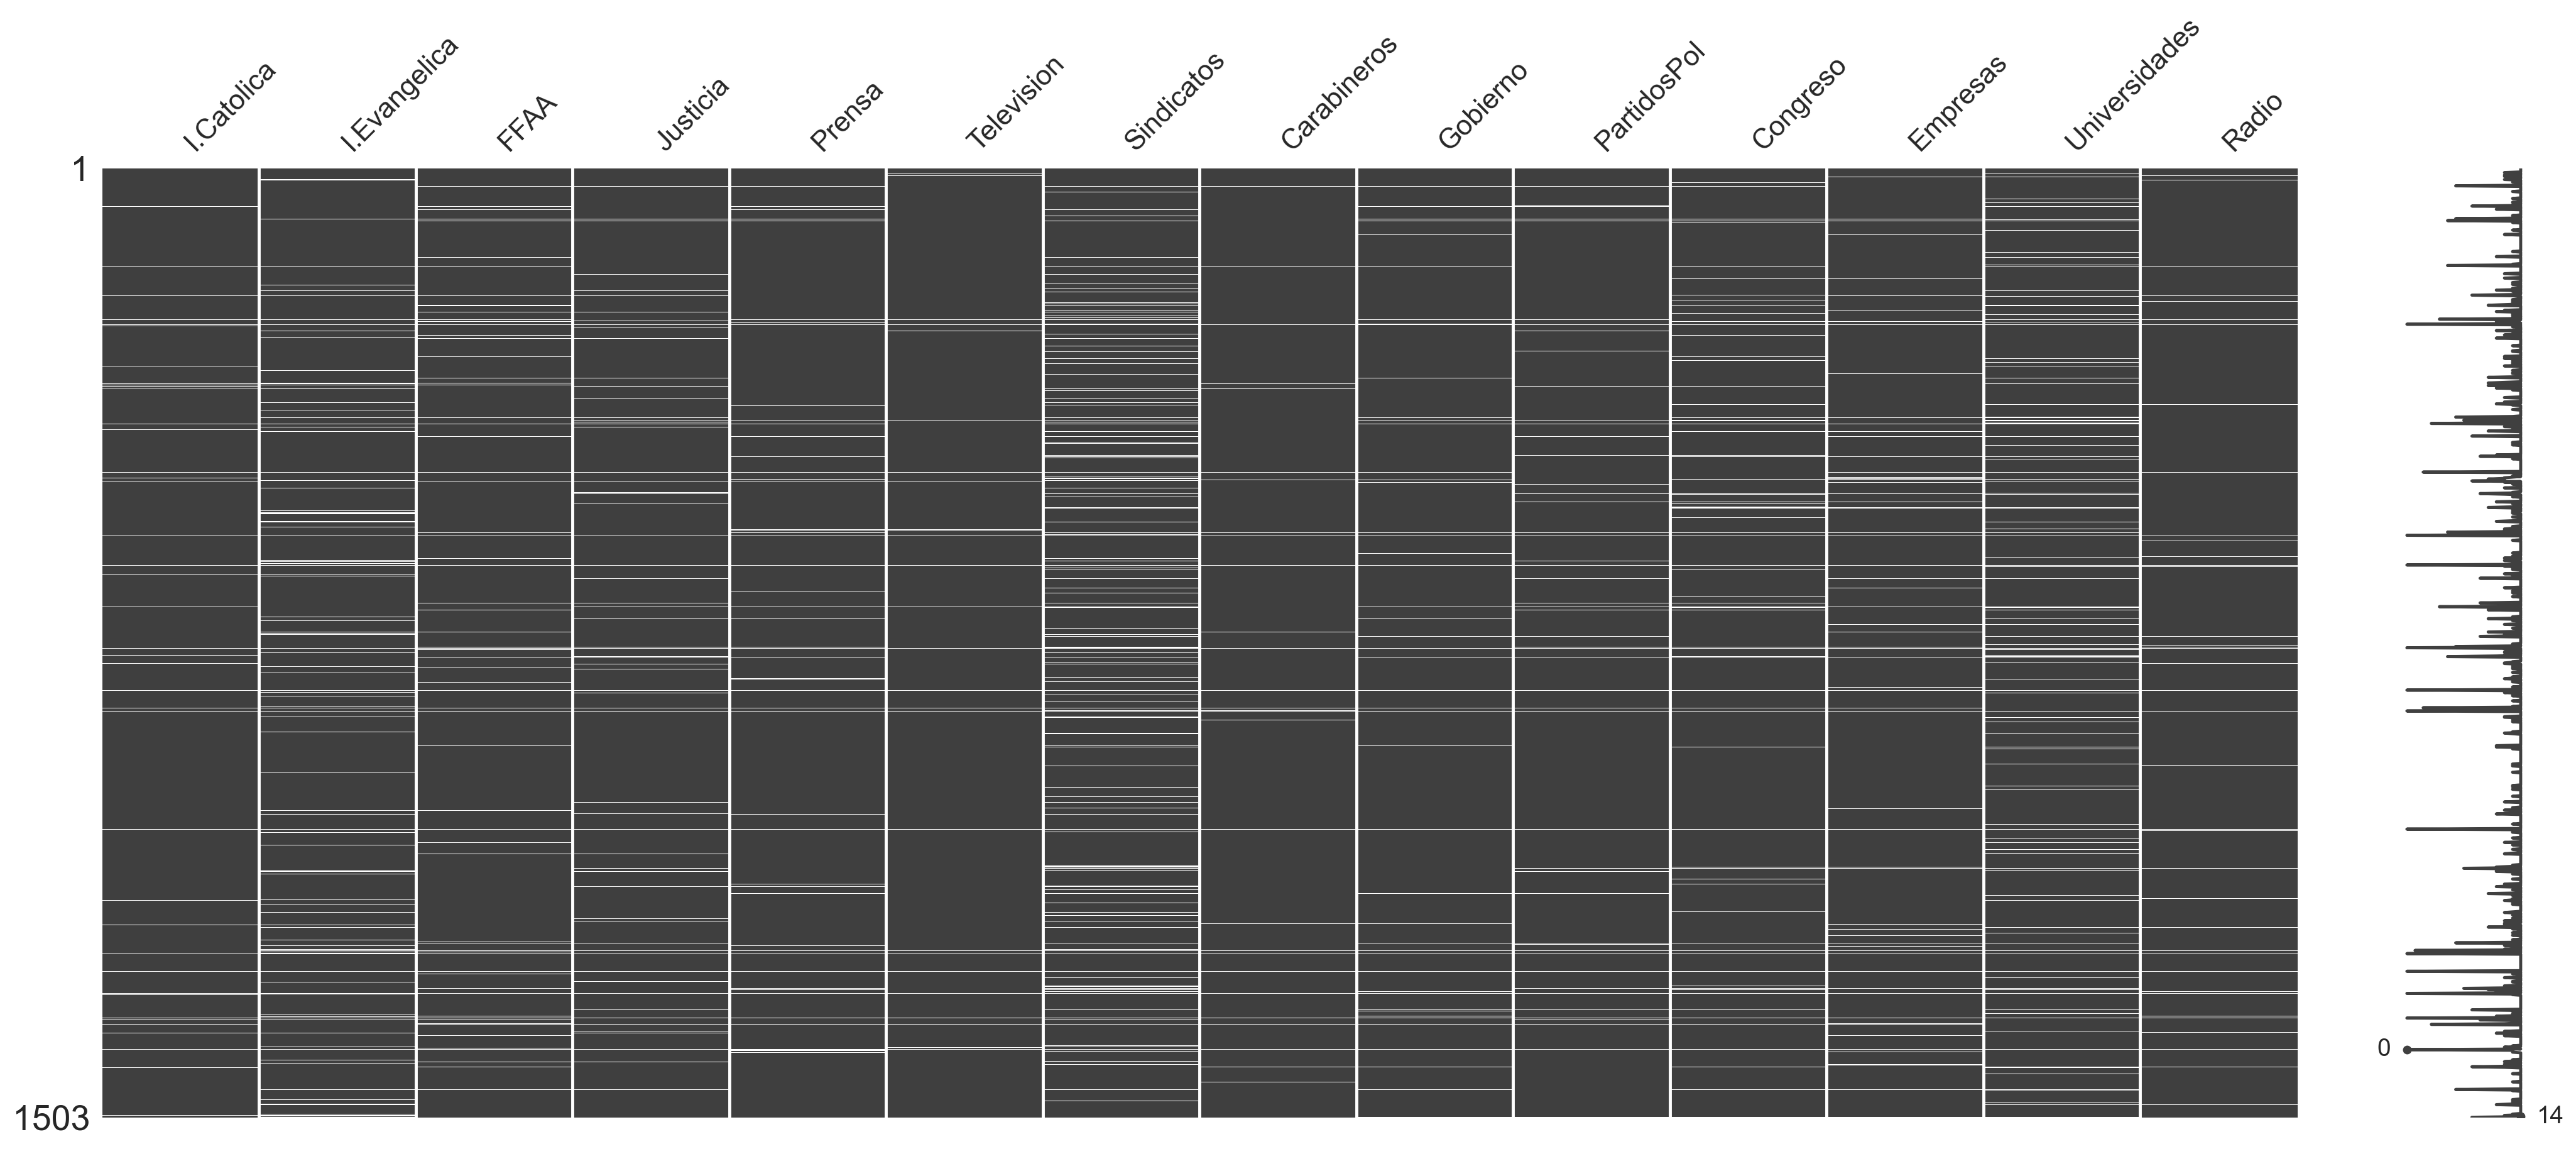 I.Catolica
I.Evangelica
FFAA
Justicia
Prensa
Television
Sindicatos
Carabineros
Gobierno
PartidosPol
Congreso
Empresas
Universidades
Radio
1
0
1503
14